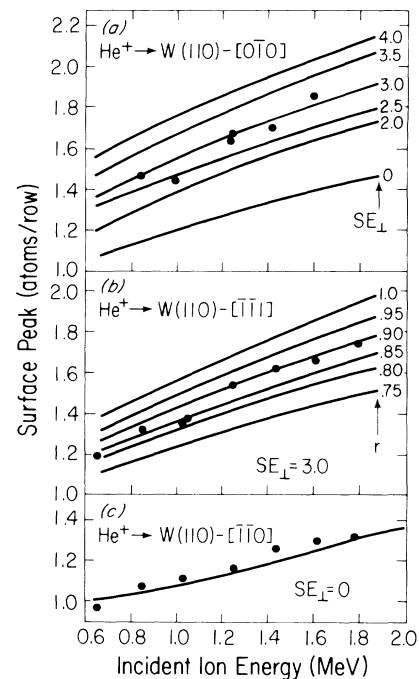 (a)
He⁺ → W (110) – [01̄0]
2.2
2.0
1.8
1.6
1.4
1.2
1.0
4.0
3.5
3.0
2.5
2.0
0
SE⊥
Surface Peak (atoms/row)
(b)
He⁺ → W (110) – [1̄1̄1]
2.0
1.8
1.6
1.4
1.2
1.0
1.0
.95
.90
.85
.80
.75
r
SE⊥ = 3.0
(c)
He⁺ → W (110) – [1̄1̄0]
1.4
1.2
1.0
SE⊥ = 0
0.6 0.8 1.0 1.2 1.4 1.6 1.8 2.0
Incident Ion Energy (MeV)